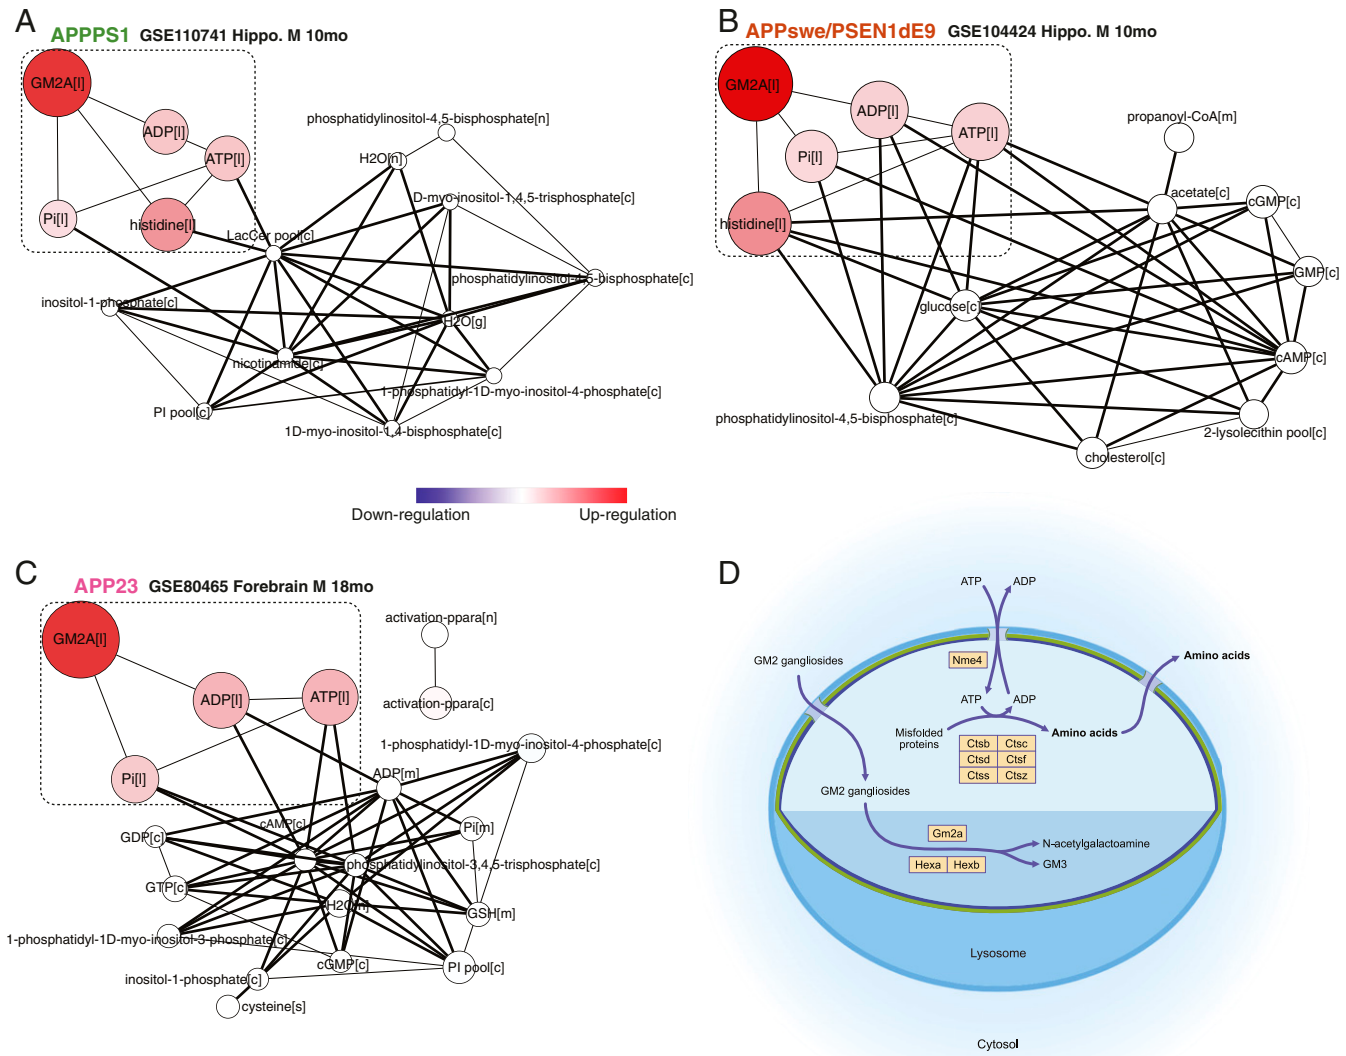 A
APPPS1 GSE110741 Hippo. M 10mo
GM2A[l]
ADP[l]
ATP[l]
Pi[l]
histidine[l]
phosphatidylinositol-4,5-bisphosphate[n]
H2O[n]
D-myo-inositol-1,4,5-trisphosphate[c]
LacCer pool[c]
phosphatidylinositol-4,5-bisphosphate[c]
inositol-1-phosphate[c]
H2O[g]
nicotinamide[c]
1-phosphatidyl-1D-myo-inositol-4-phosphate[c]
PI pool[c]
1D-myo-inositol-1,4-bisphosphate[c]
B
APPswe/PSEN1dE9 GSE104424 Hippo. M 10mo
GM2A[l]
ADP[l]
ATP[l]
Pi[l]
histidine[l]
propanoyl-CoA[m]
acetate[c]
cGMP[c]
GMP[c]
glucose[c]
cAMP[c]
phosphatidylinositol-4,5-bisphosphate[c]
2-lysolecithin pool[c]
cholesterol[c]
Down-regulation
Up-regulation
C
APP23 GSE80465 Forebrain M 18mo
GM2A[l]
ADP[l]
ATP[l]
Pi[l]
activation-ppara[n]
activation-ppara[c]
1-phosphatidyl-1D-myo-inositol-4-phosphate[c]
ADP[m]
cAMP[c]
Pi[m]
GDP[c]
phosphatidylinositol-3,4,5-trisphosphate[c]
GTP[c]
H2O[n]
GSH[m]
1-phosphatidyl-1D-myo-inositol-3-phosphate[c]
cGMP[c]
PI pool[c]
inositol-1-phosphate[c]
cysteine[s]
D
ATP
ADP
Nme4
GM2 gangliosides
Amino acids
ATP
ADP
Misfolded
proteins
Amino acids
Ctsb Ctsc
Ctsd Ctsf
Ctss Ctsz
GM2 gangliosides
Gm2a
N-acetylgalactoamine
Hexa Hexb
GM3
Lysosome
Cytosol